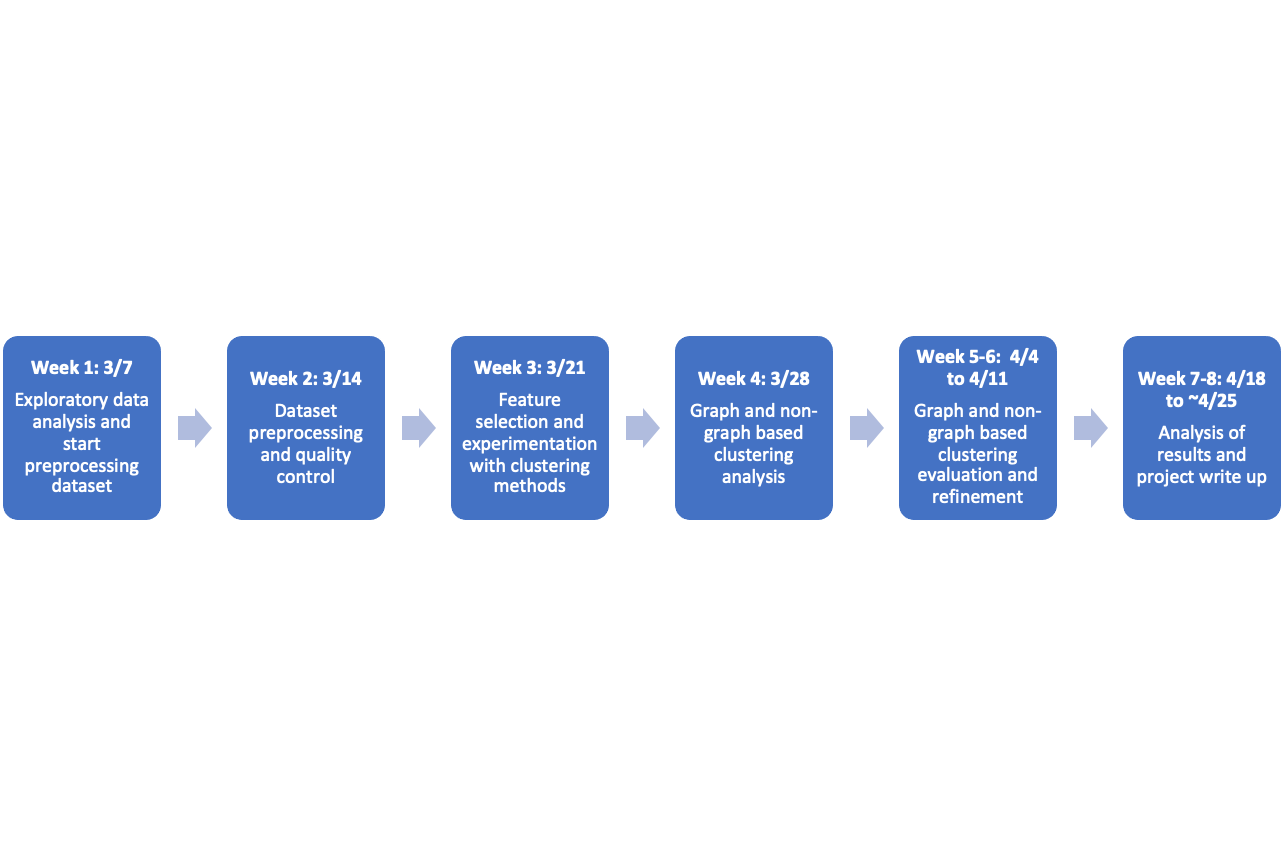 Week 1: 3/7
Exploratory data
analysis and
start
preprocessing
dataset
Week 2: 3/14
Dataset
preprocessing
and quality
control
Week 3: 3/21
Feature
selection and
experimentation
with clustering
methods
Week 4: 3/28
Graph and non-
graph based
clustering
analysis
Week 5-6:  4/4
to 4/11
Graph and non-
graph based
clustering
evaluation and
refinement
Week 7-8: 4/18
to ~4/25
Analysis of
results and
project write up